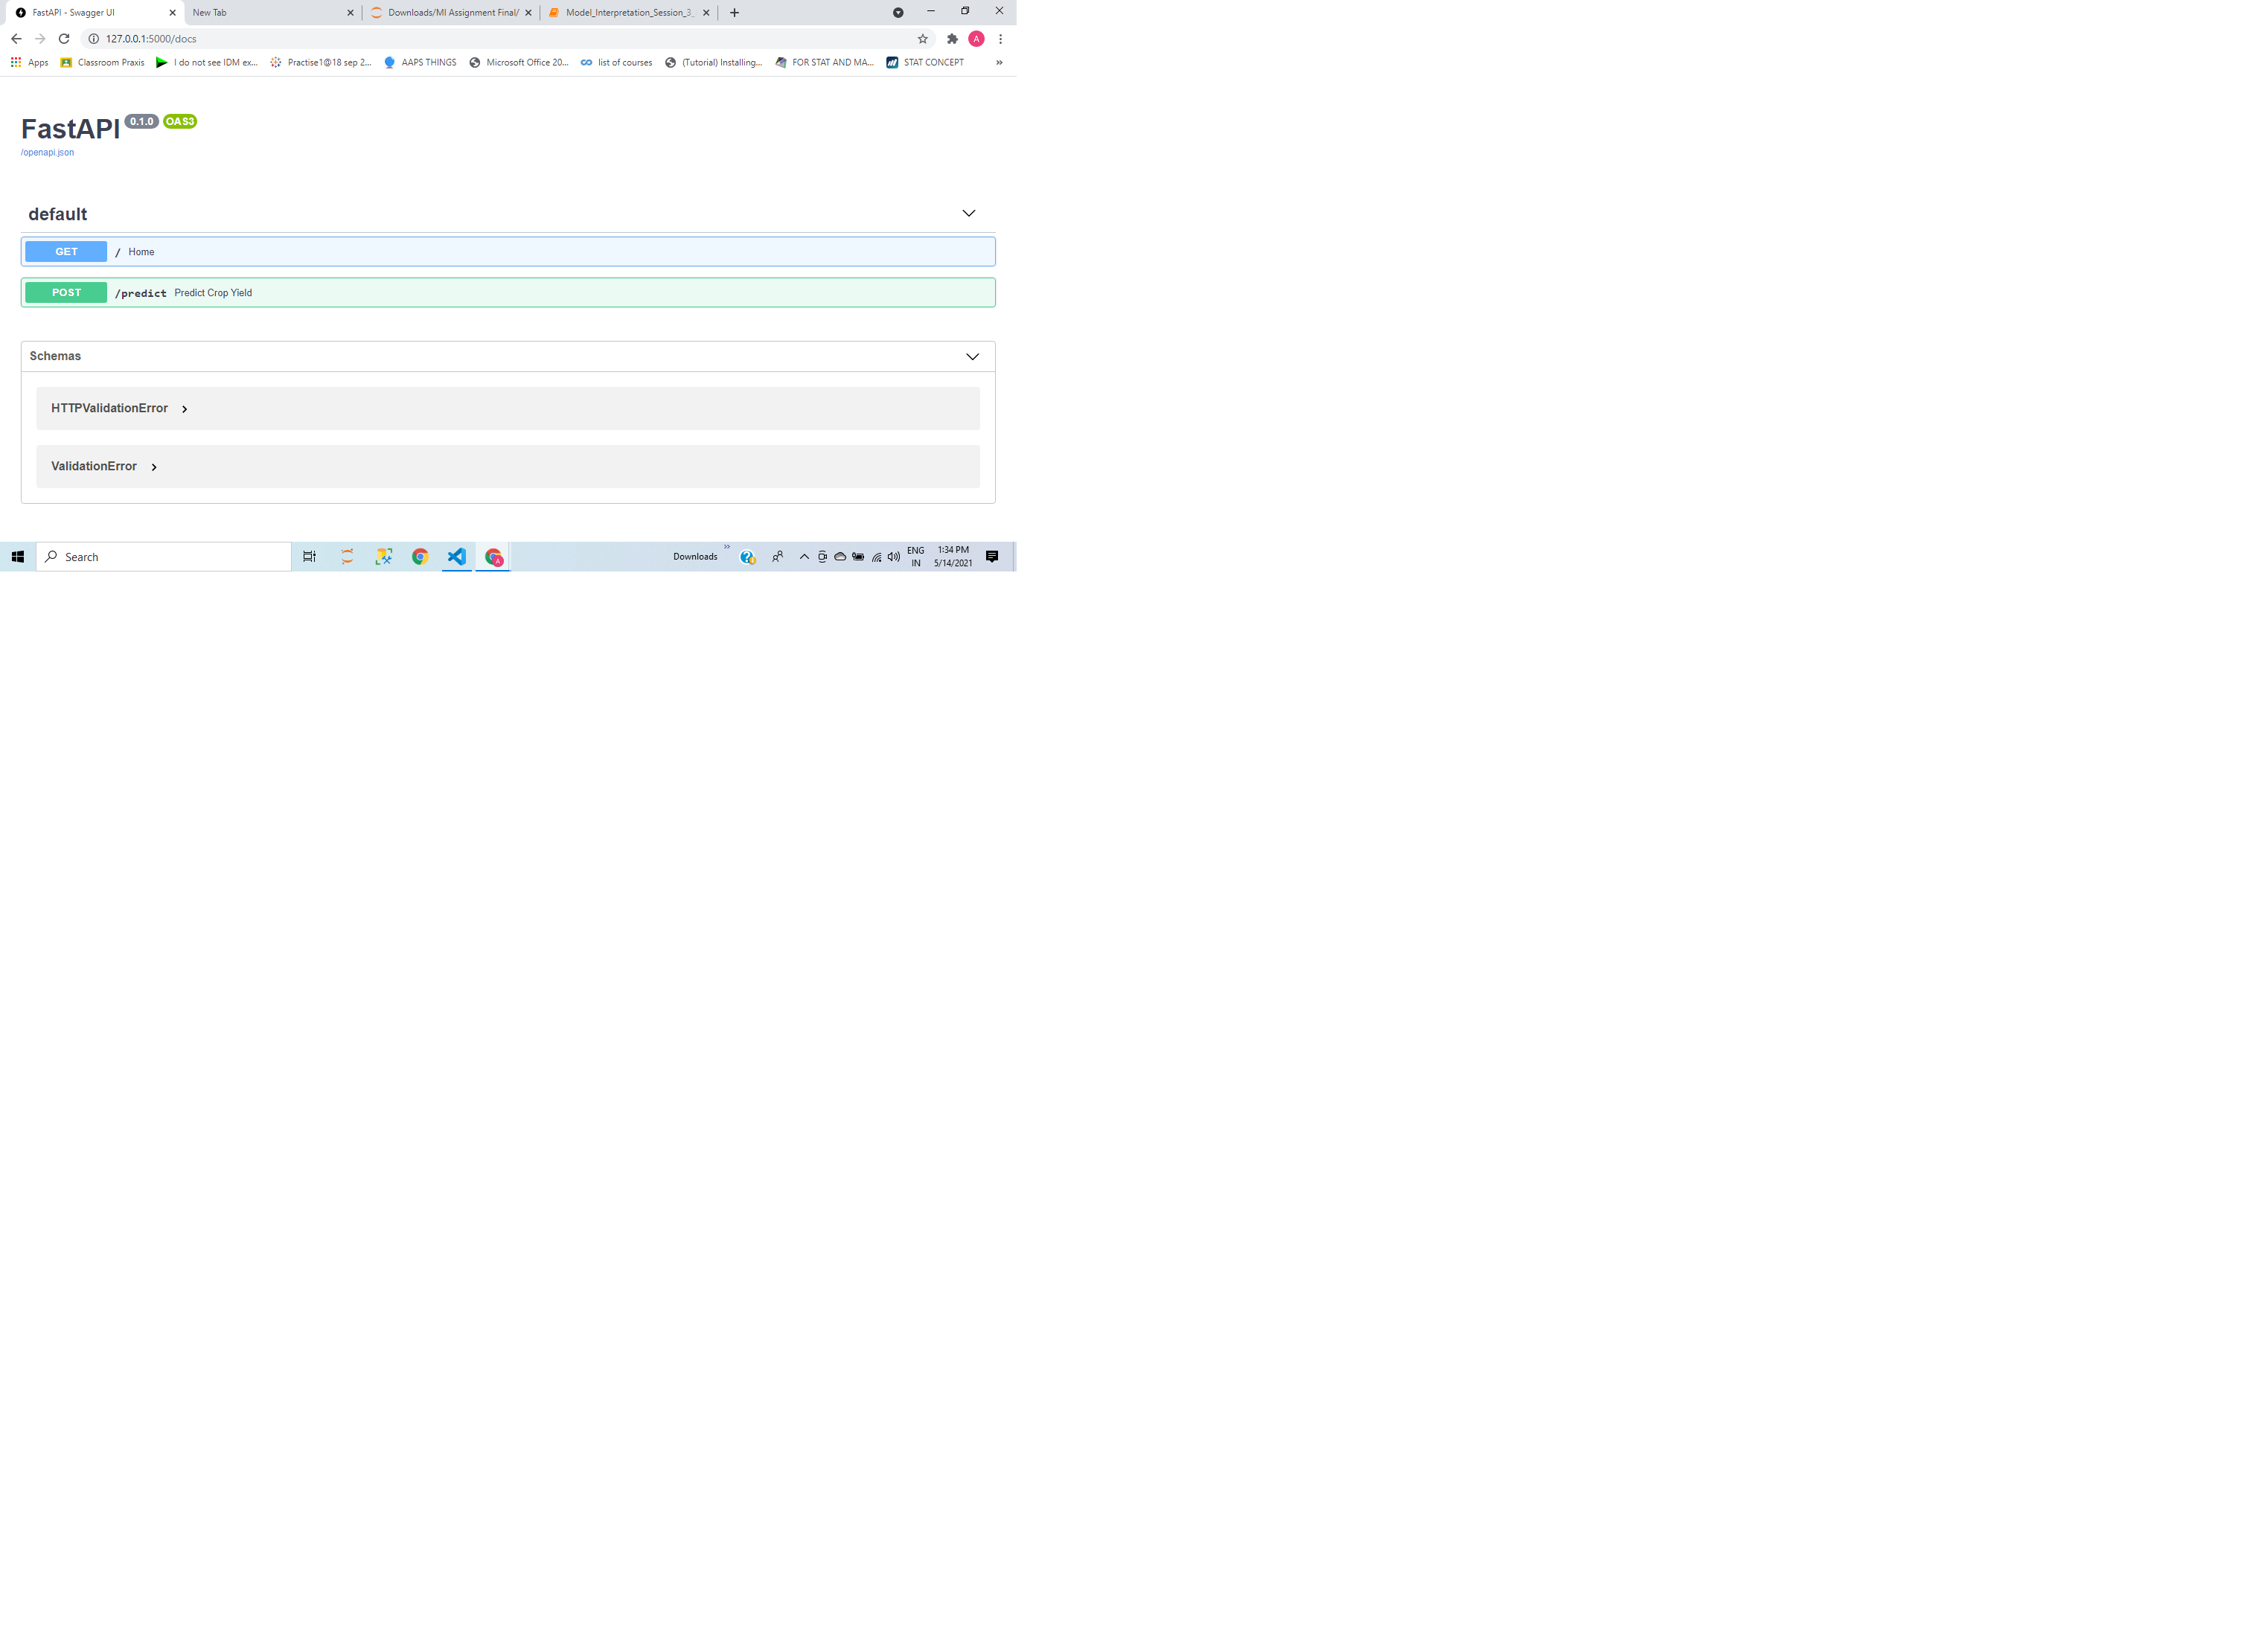 FastAPI - Swagger UI
New Tab
Downloads/MI Assignment Final/
Model_Interpretation_Session_3_
127.0.0.1:5000/docs
A
Apps
Classroom Praxis
I do not see IDM ex...
Practise1@18 sep 2...
AAPS THINGS
Microsoft Office 20...
list of courses
(Tutorial) Installing...
FOR STAT AND MA...
STAT CONCEPT
»
FastAPI 0.1.0 OAS3
/openapi.json
default
GET / Home
POST /predict Predict Crop Yield
Schemas
HTTPValidationError
ValidationError
Search
A
Downloads »
ENG
IN
1:34 PM
5/14/2021